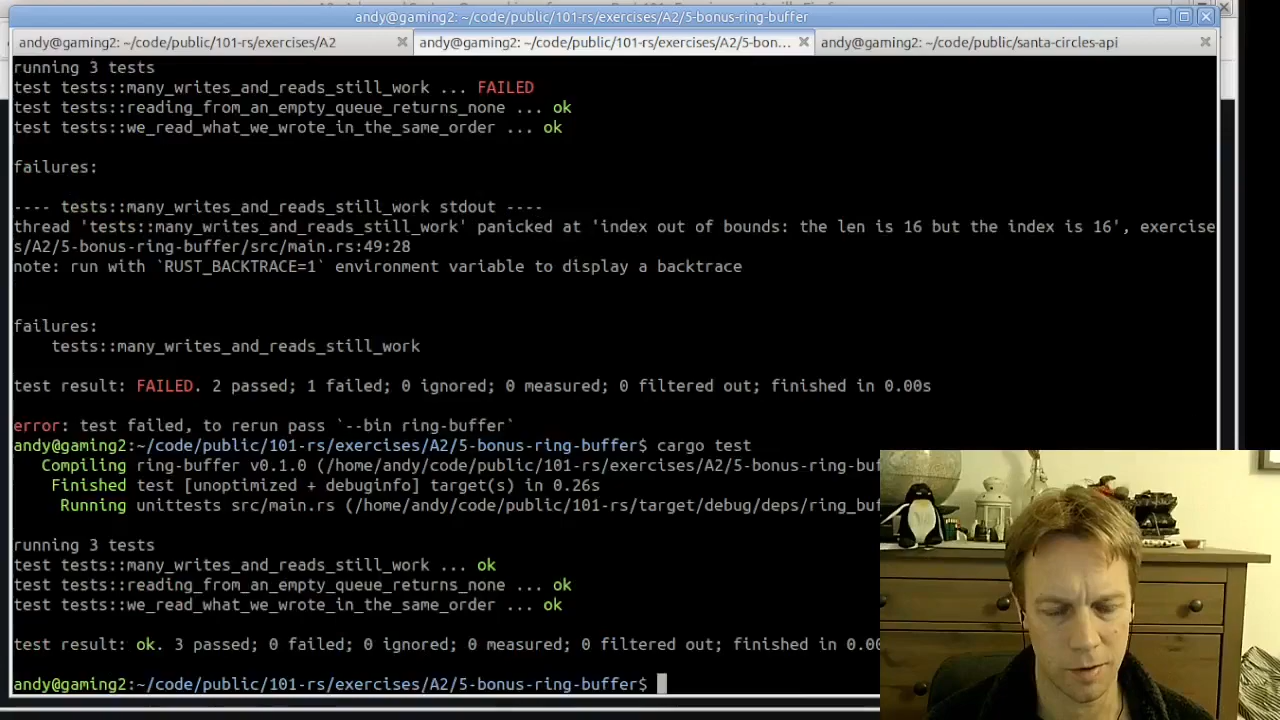 andy@gaming2: ~/code/public/101-rs/exercises/A2/5-bonus-ring-buffer
andy@gaming2: ~/code/public/101-rs/exercises/A2
andy@gaming2: ~/code/public/101-rs/exercises/A2/5-bon...
andy@gaming2: ~/code/public/santa-circles-api
running 3 tests
test tests::many_writes_and_reads_still_work ... FAILED
test tests::reading_from_an_empty_queue_returns_none ... ok
test tests::we_read_what_we_wrote_in_the_same_order ... ok
failures:
---- tests::many_writes_and_reads_still_work stdout ----
thread 'tests::many_writes_and_reads_still_work' panicked at 'index out of bounds: the len is 16 but the index is 16', exercise
s/A2/5-bonus-ring-buffer/src/main.rs:49:28
note: run with `RUST_BACKTRACE=1` environment variable to display a backtrace
failures:
    tests::many_writes_and_reads_still_work
test result: FAILED. 2 passed; 1 failed; 0 ignored; 0 measured; 0 filtered out; finished in 0.00s
error: test failed, to rerun pass `--bin ring-buffer`
andy@gaming2:~/code/public/101-rs/exercises/A2/5-bonus-ring-buffer$ cargo test
   Compiling ring-buffer v0.1.0 (/home/andy/code/public/101-rs/exercises/A2/5-bonus-ring-buf
    Finished test [unoptimized + debuginfo] target(s) in 0.26s
     Running unittests src/main.rs (/home/andy/code/public/101-rs/target/debug/deps/ring_buf
running 3 tests
test tests::many_writes_and_reads_still_work ... ok
test tests::reading_from_an_empty_queue_returns_none ... ok
test tests::we_read_what_we_wrote_in_the_same_order ... ok
test result: ok. 3 passed; 0 failed; 0 ignored; 0 measured; 0 filtered out; finished in 0.00
andy@gaming2:~/code/public/101-rs/exercises/A2/5-bonus-ring-buffer$